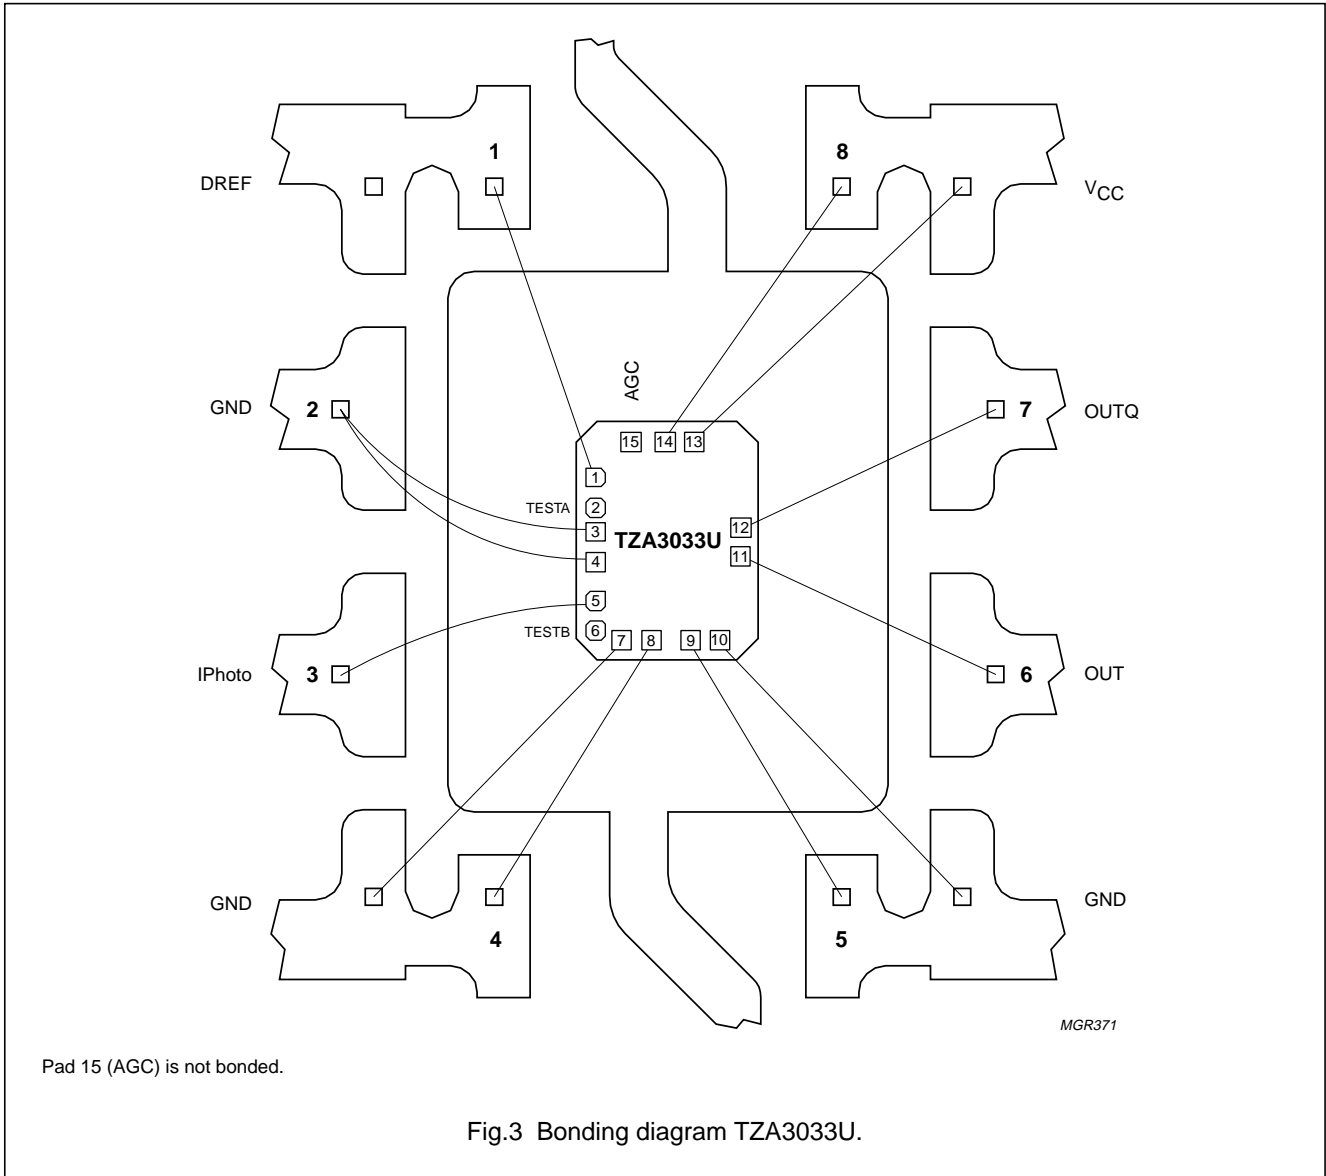 1
8
DREF
VCC
AGC
GND
2
7
OUTQ
15
14
13
1
TESTA
2
3
TZA3033U
12
4
11
5
TESTB
6
7
8
9
10
IPhoto
3
6
OUT
GND
4
5
GND
MGR371
Pad 15 (AGC) is not bonded.
Fig.3 Bonding diagram TZA3033U.